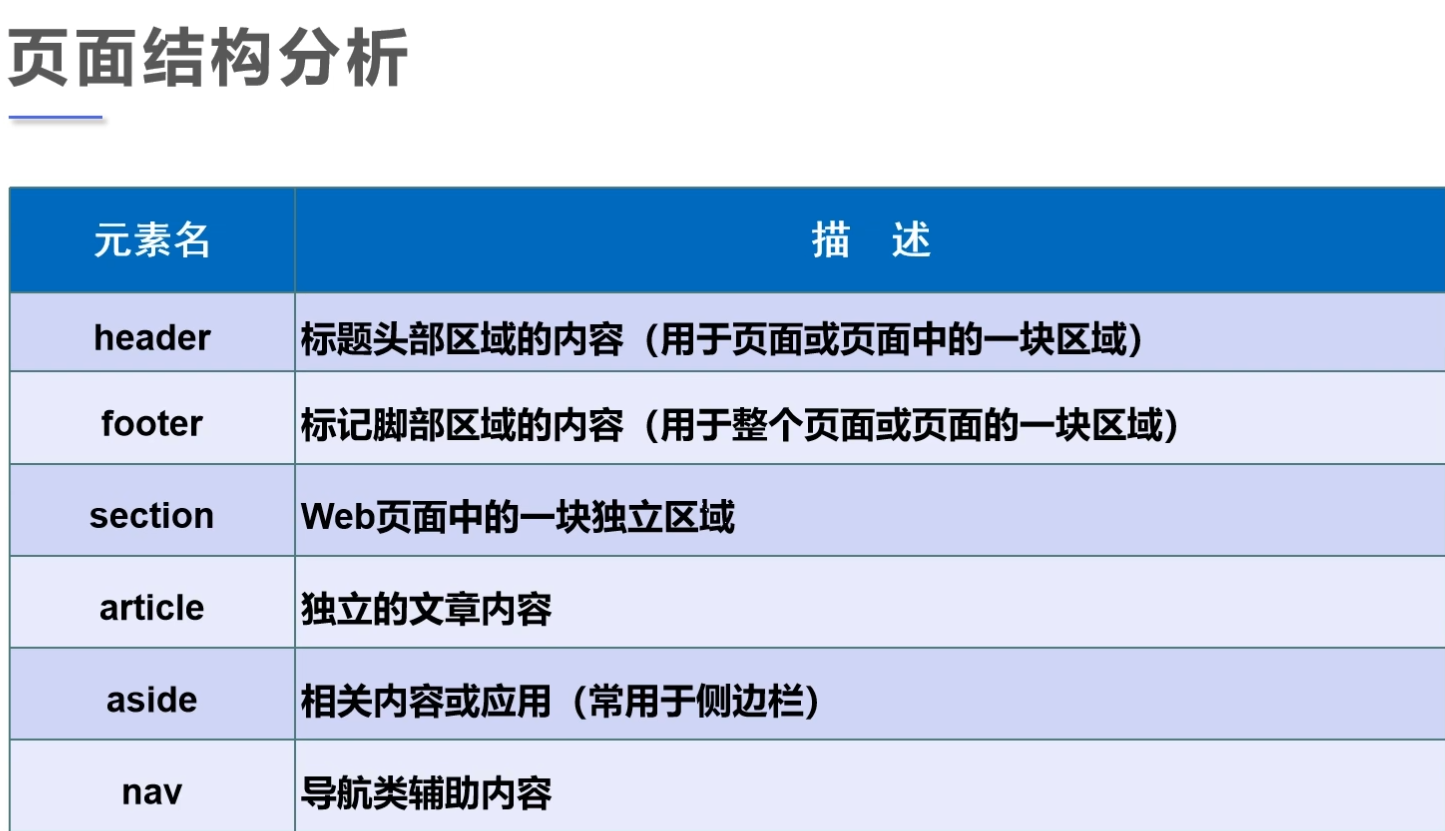 页面结构分析
元素名 描 述
header 标题头部区域的内容（用于页面或页面中的一块区域）
footer 标记脚部区域的内容（用于整个页面或页面的一块区域）
section Web页面中的一块独立区域
article 独立的文章内容
aside 相关内容或应用（常用于侧边栏）
nav 导航类辅助内容